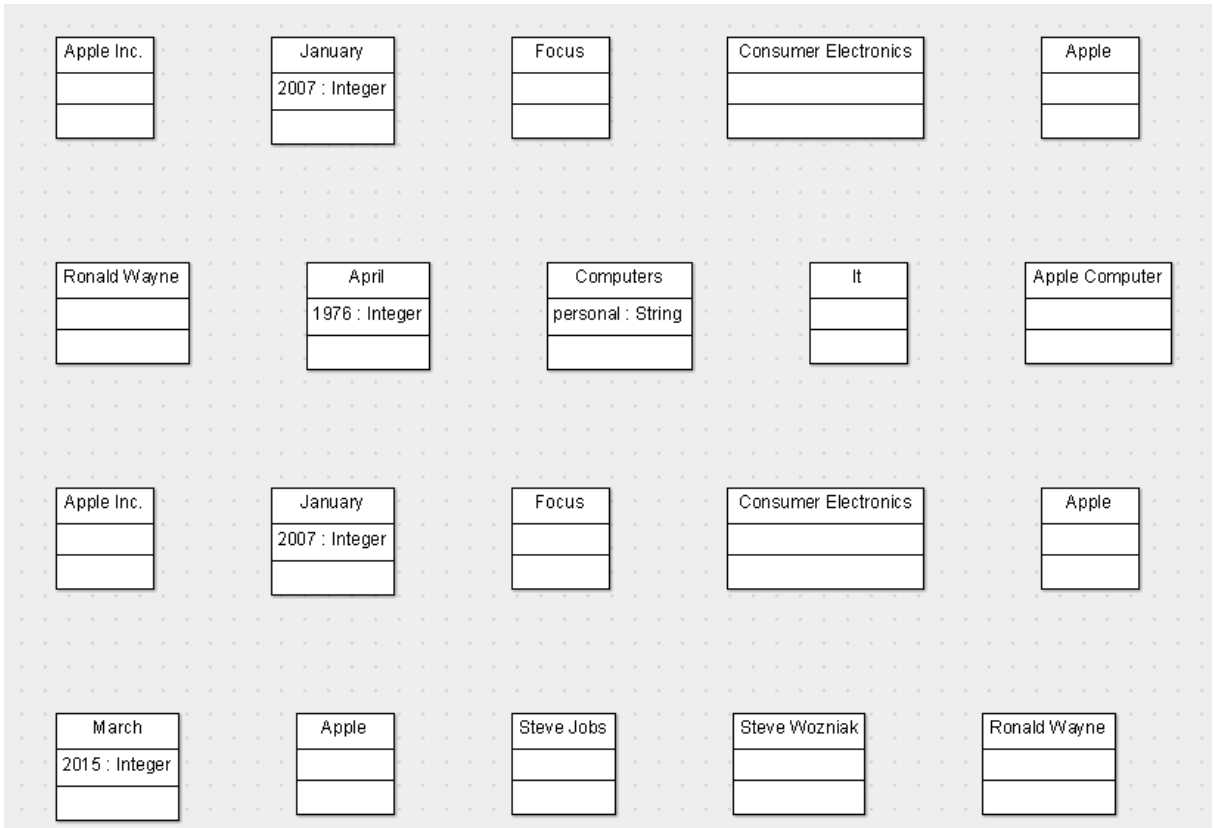 Apple Inc.
January
2007 : Integer
Focus
Consumer Electronics
Apple
Ronald Wayne
April
1976 : Integer
Computers
personal : String
It
Apple Computer
Apple Inc.
January
2007 : Integer
Focus
Consumer Electronics
Apple
March
2015 : Integer
Apple
Steve Jobs
Steve Wozniak
Ronald Wayne